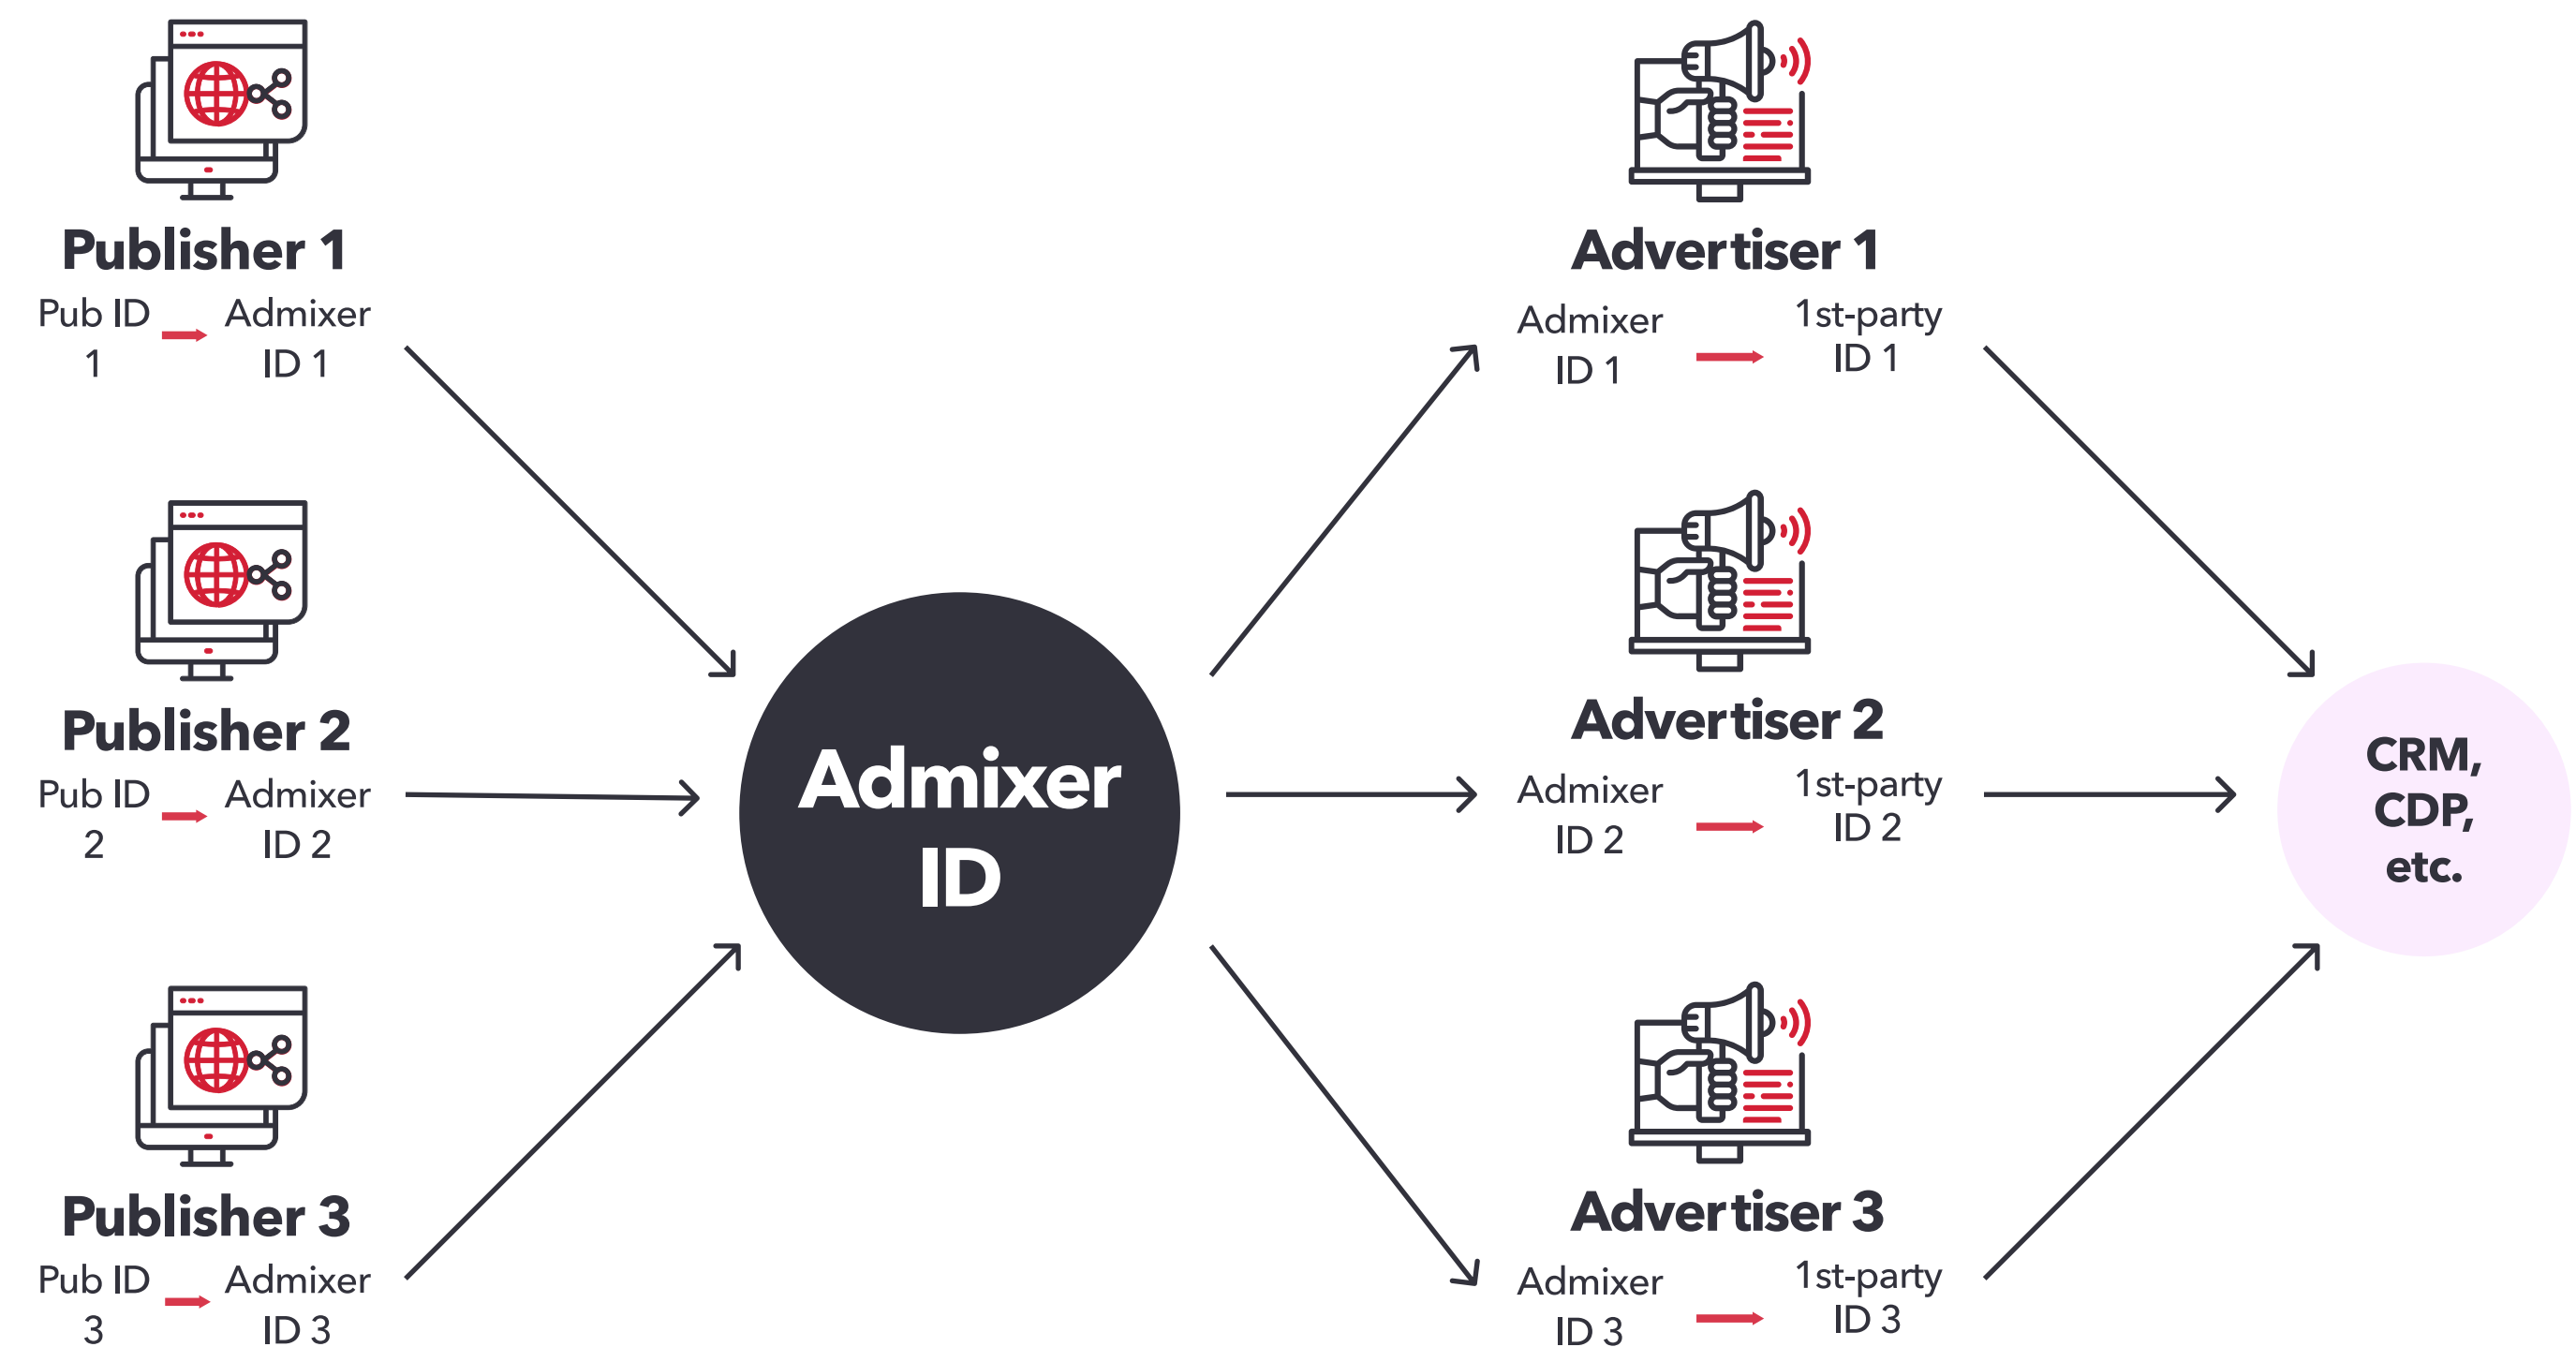 Publisher 1
Pub ID
1
Admixer
ID 1
Publisher 2
Pub ID
2
Admixer
ID 2
Publisher 3
Pub ID
3
Admixer
ID 3
Admixer
ID
Advertiser 1
Admixer
ID 1
1st-party
ID 1
Advertiser 2
Admixer
ID 2
1st-party
ID 2
Advertiser 3
Admixer
ID 3
1st-party
ID 3
CRM,
CDP,
etc.